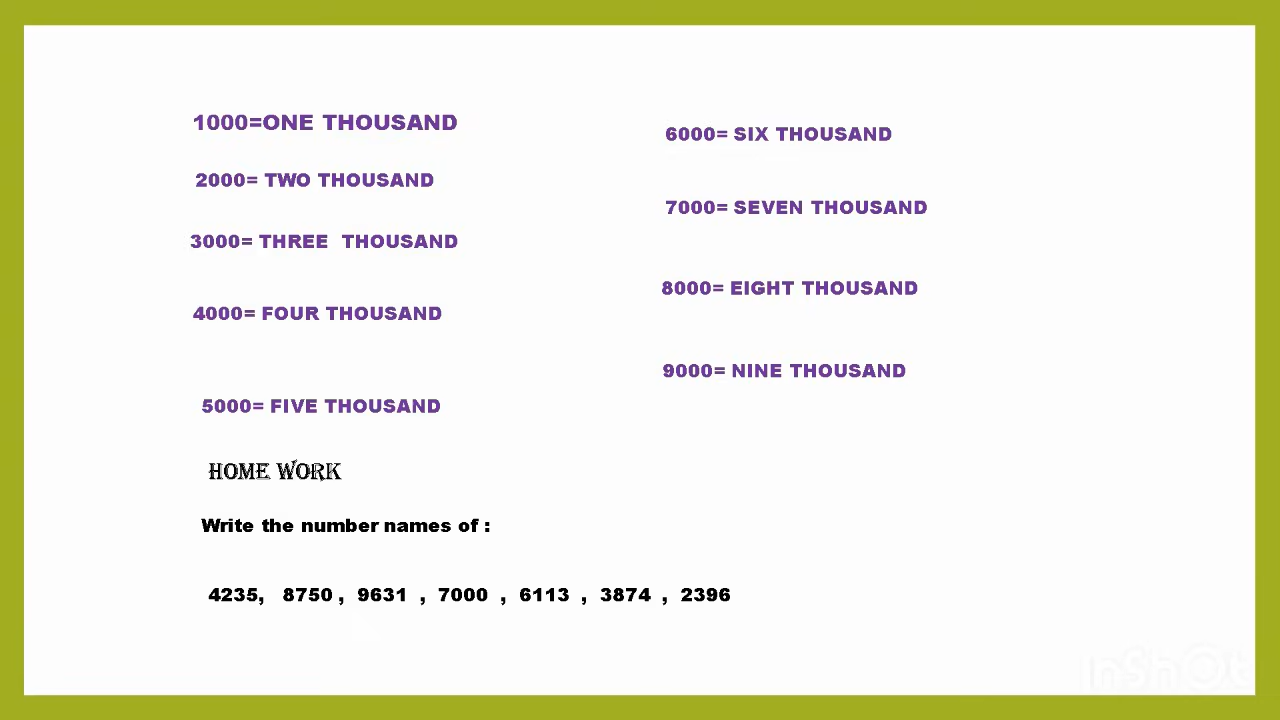 1000=ONE THOUSAND
2000= TWO THOUSAND
3000= THREE  THOUSAND
4000= FOUR THOUSAND
5000= FIVE THOUSAND
6000= SIX THOUSAND
7000= SEVEN THOUSAND
8000= EIGHT THOUSAND
9000= NINE THOUSAND
HOME WORK
Write the number names of :
4235,  8750 ,  9631  ,  7000  ,  6113  ,  3874  ,  2396
InShOt